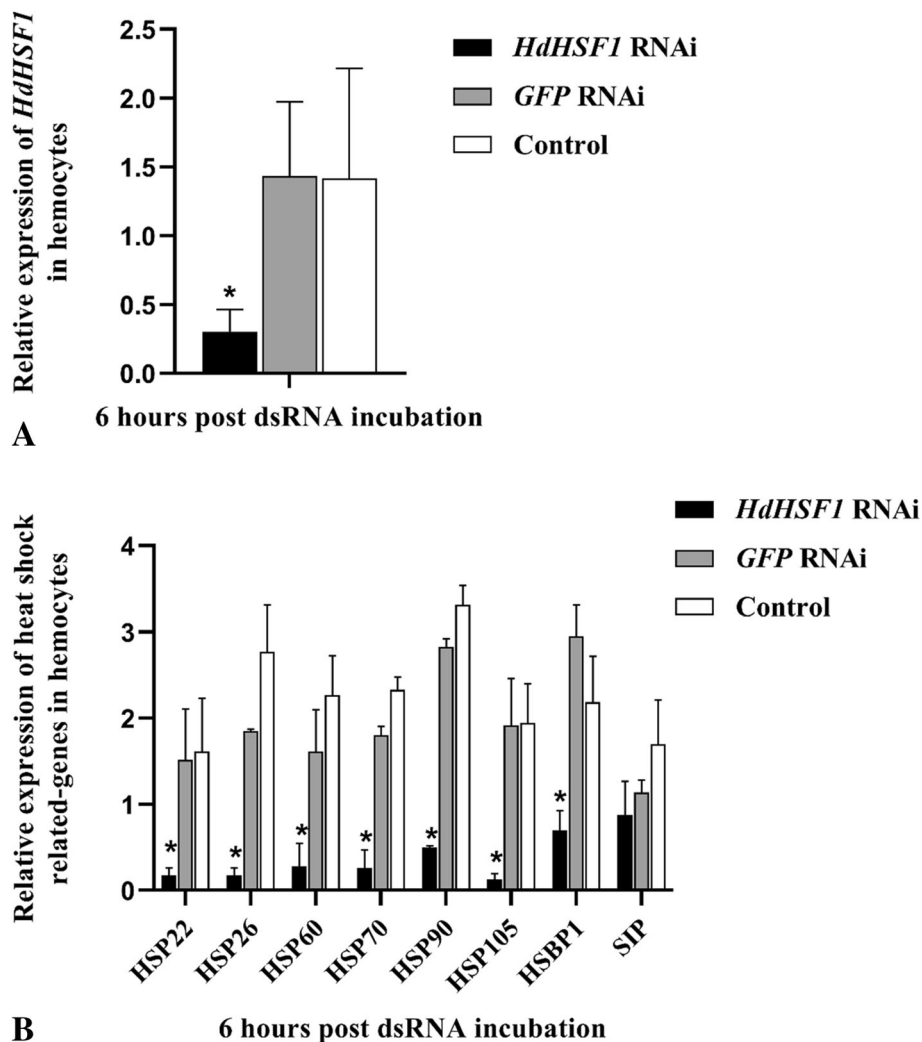 A
Relative expression of HdHSF1
in hemocytes
2.5
2.0
1.5
1.0
0.5
0.0
*
HdHSF1 RNAi
GFP RNAi
Control
6 hours post dsRNA incubation
B
Relative expression of heat shock
related-genes in hemocytes
4
3
2
1
0
* * * * * * *
HdHSF1 RNAi
GFP RNAi
Control
HSP22
HSP26
HSP60
HSP70
HSP90
HSP105
HSBP1
SIP
6 hours post dsRNA incubation